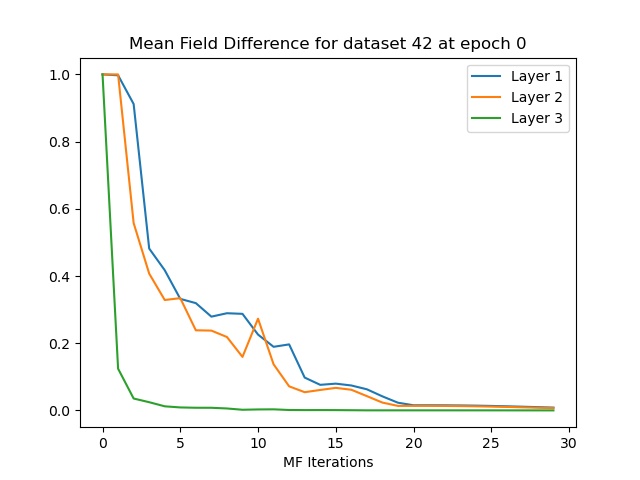 Mean Field Difference for dataset 42 at epoch 0
Layer 1
Layer 2
Layer 3
1.0
0.8
0.6
0.4
0.2
0.0
0 5 10 15 20 25 30
MF Iterations